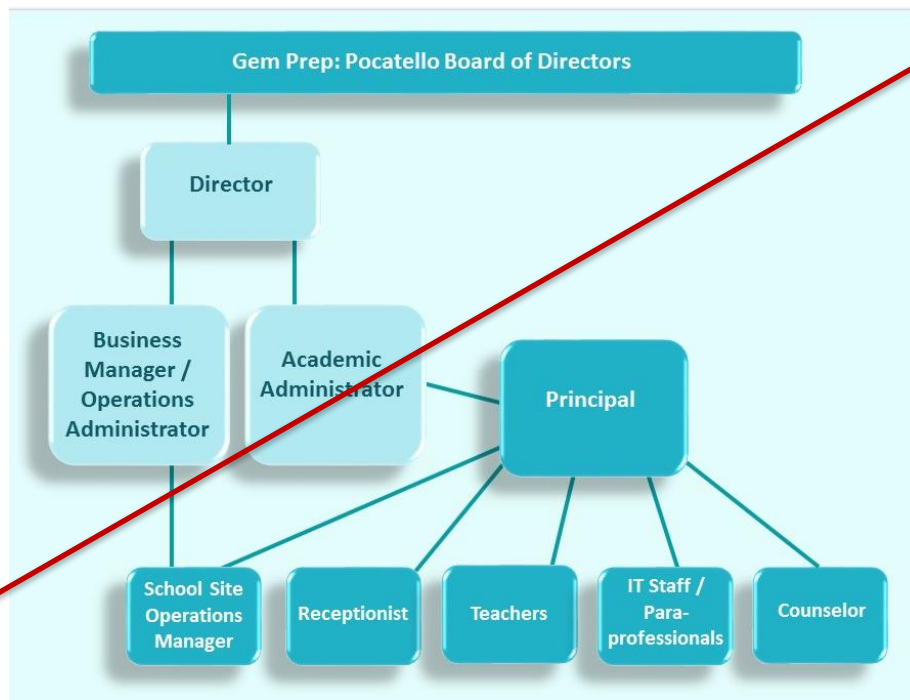 Gem Prep: Pocatello Board of Directors
Director
Business
Manager /
Operations
Administrator
Academic
Administrator
Principal
School Site
Operations
Manager
Receptionist
Teachers
IT Staff /
Para-
professionals
Counselor